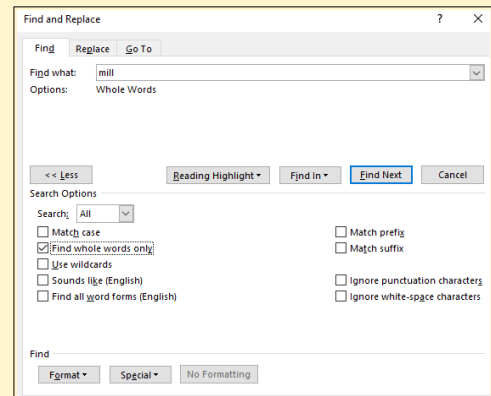 Find and Replace ? ×
Find Replace Go To
Find what: mill
Options: Whole Words
<< Less Reading Highlight Find In Find Next Cancel
Search Options
Search: All
Match case Match prefix
Find whole words only Match suffix
Use wildcards
Sounds like (English) Ignore punctuation characters
Find all word forms (English) Ignore white-space characters
Find
Format Special No Formatting